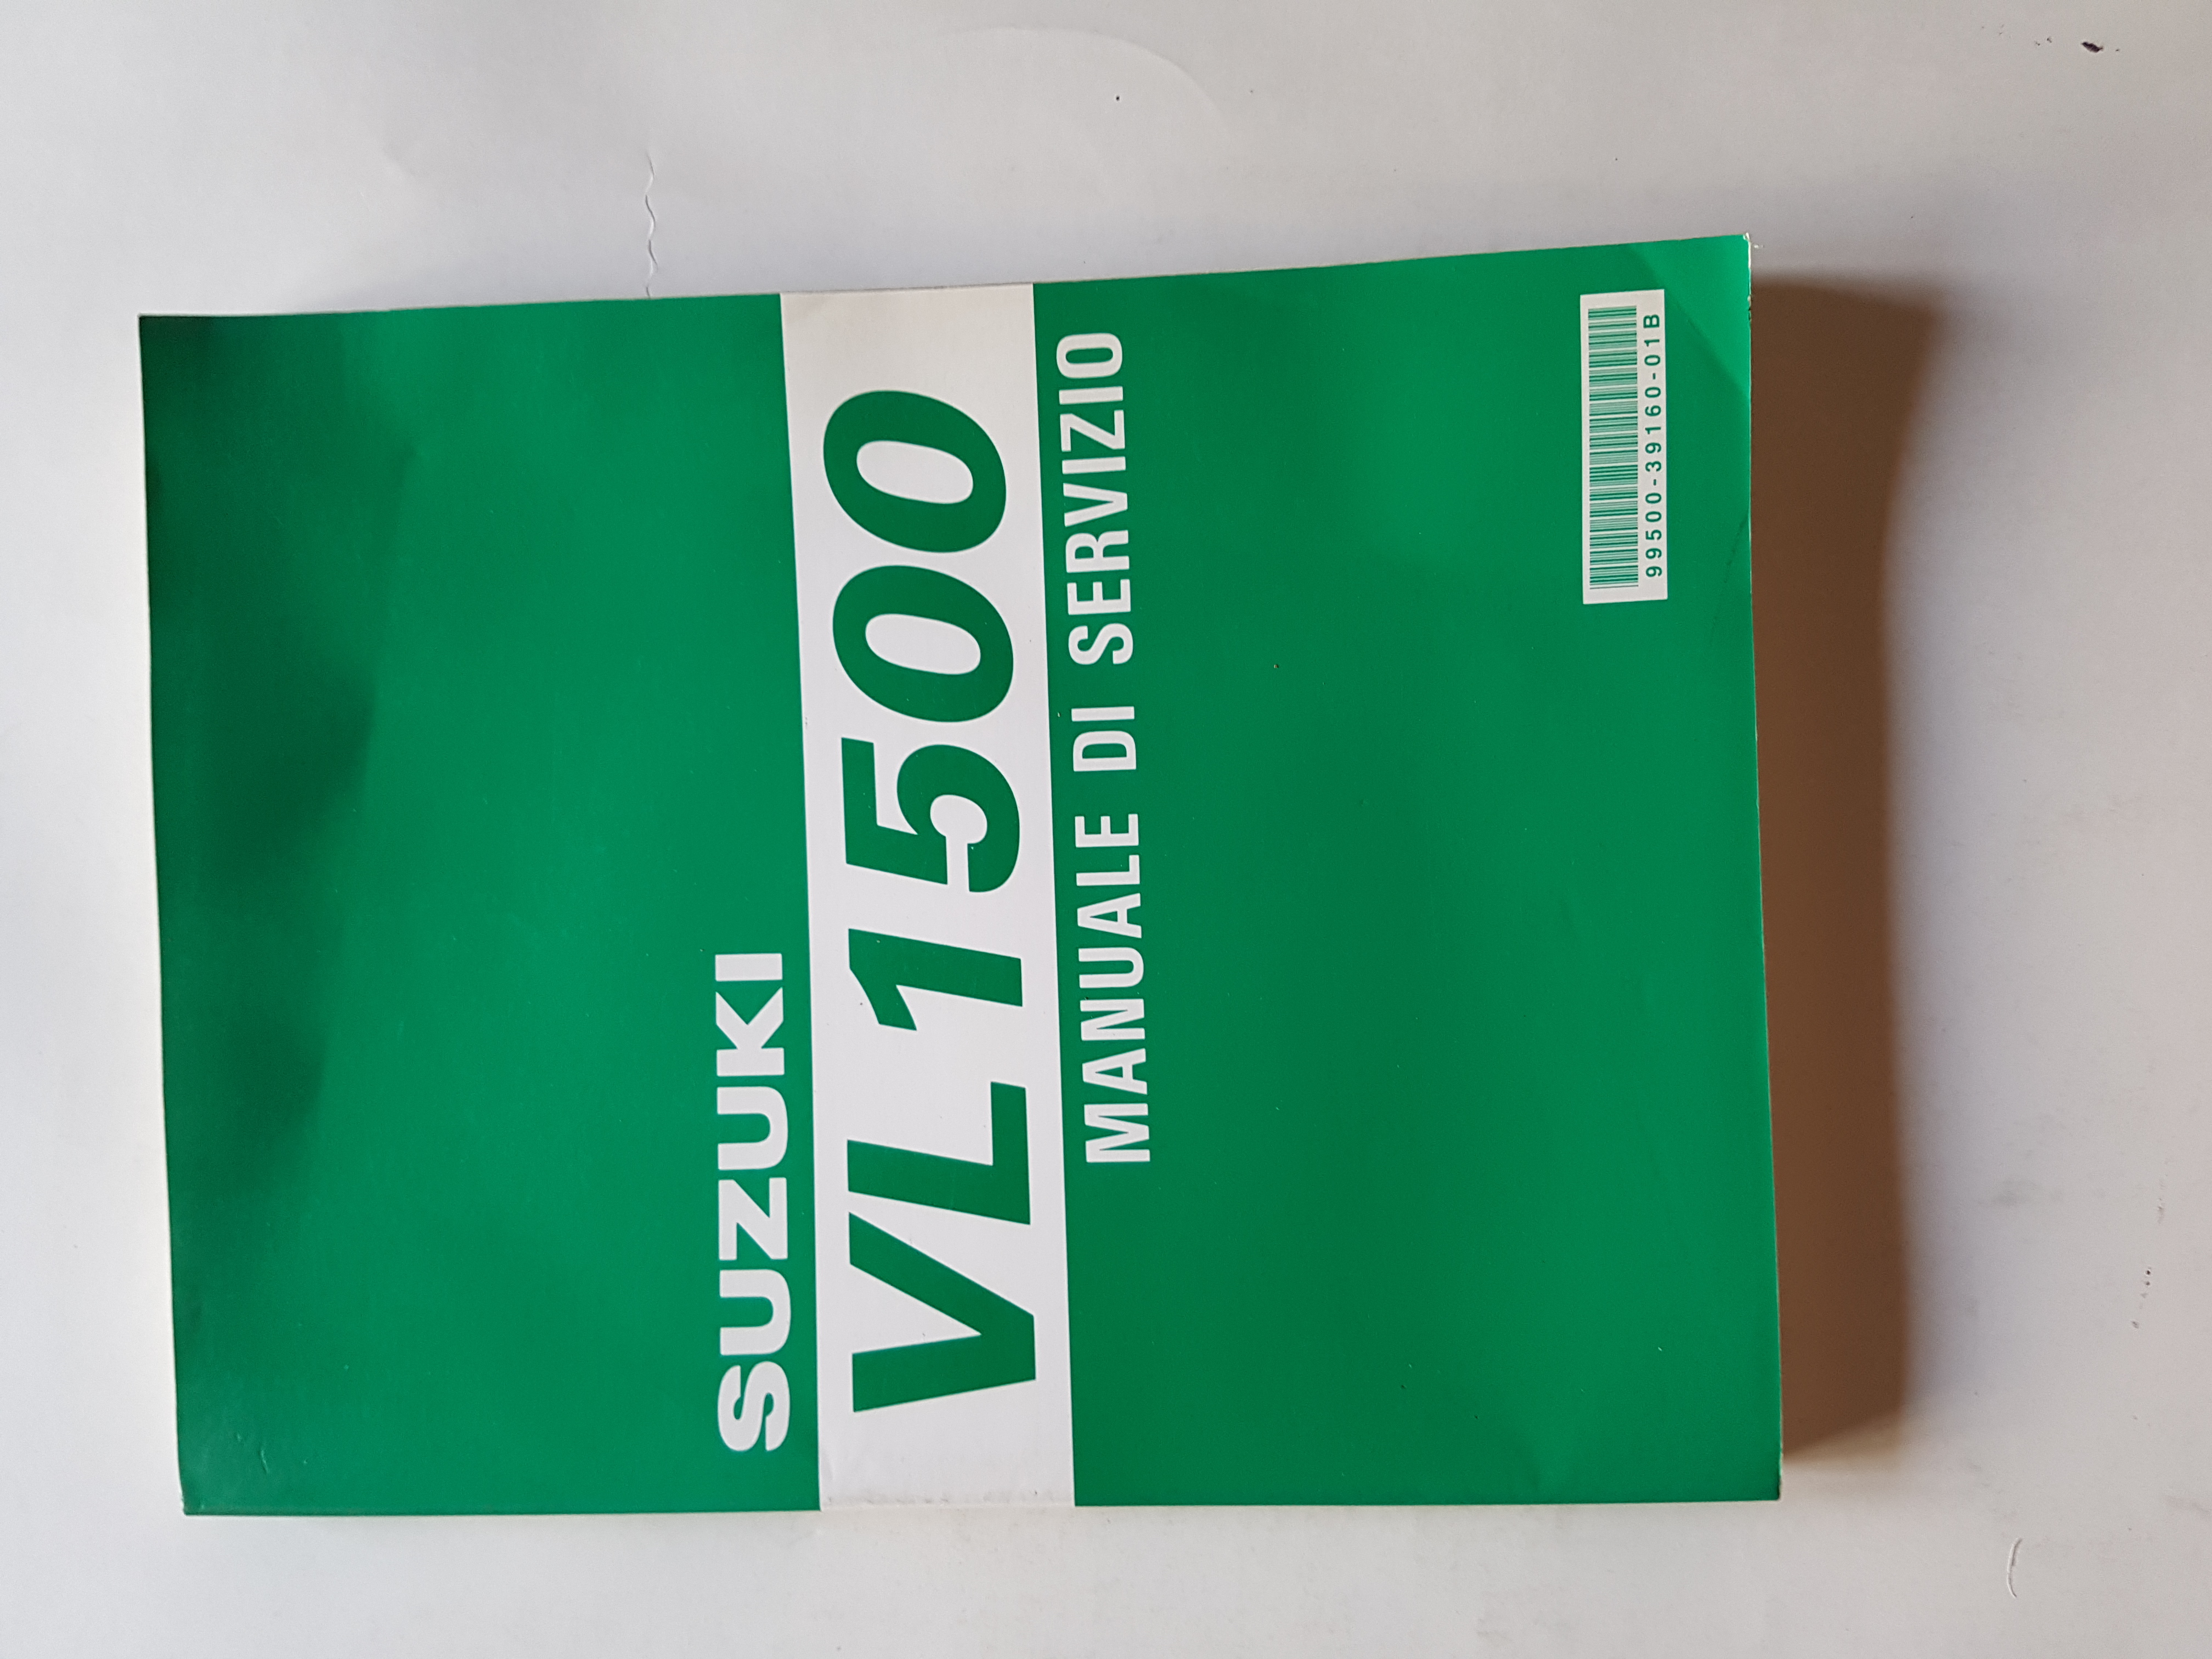 SUZUKI
VL1500
MANUALE DI SERVIZIO
99500-39160-01B